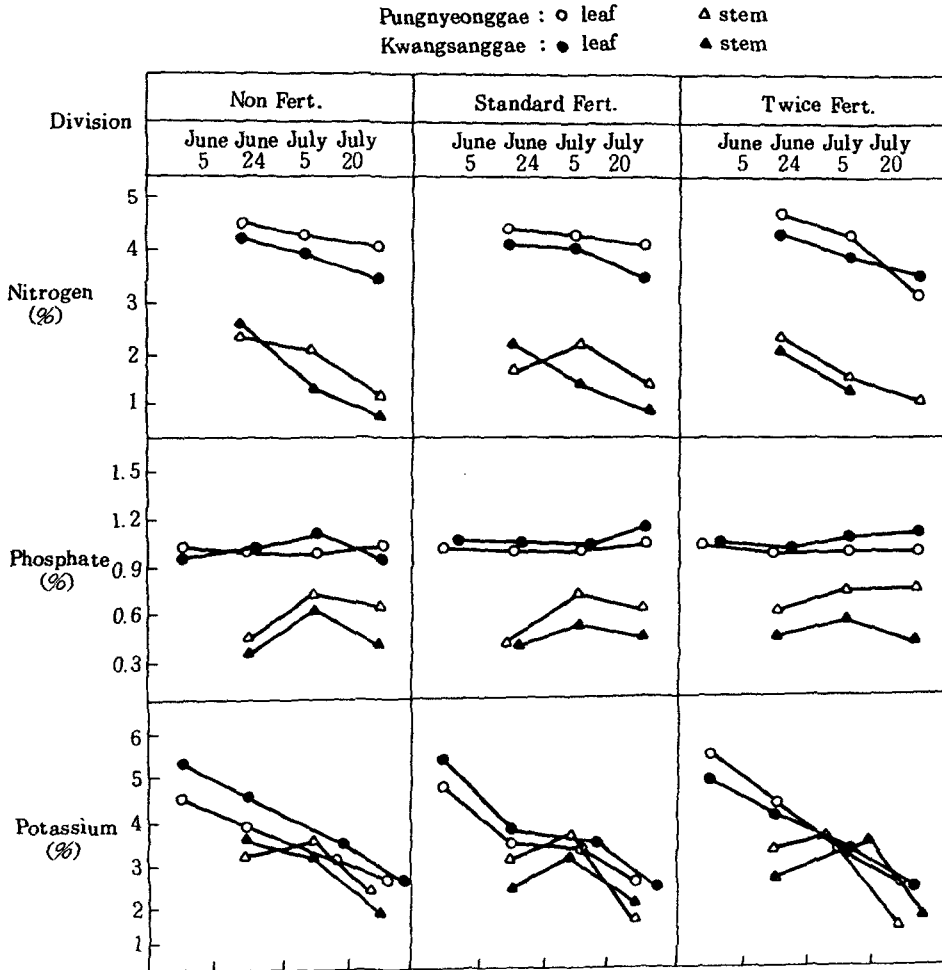 Pungnyeonggae : ○ leaf △ stem
Kwangsanggae : ● leaf ▲ stem
Division
Non Fert. Standard Fert. Twice Fert.
June June July July June June July July June June July July
5 24 5 20 5 24 5 20 5 24 5 20
Nitrogen
(%)
5
4
3
2
1
Phosphate
(%)
1.5
1.2
0.9
0.6
0.3
Potassium
(%)
6
5
4
3
2
1